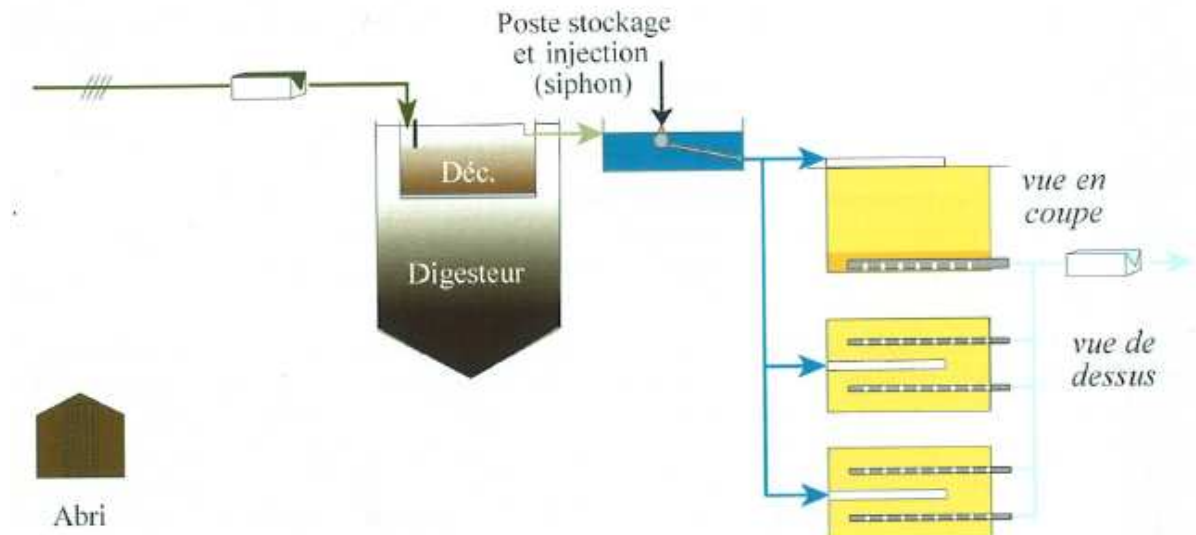 Poste stockage
et injection
(siphon)
Déc.
Digesteur
vue en
coupe
vue de
dessus
Abri